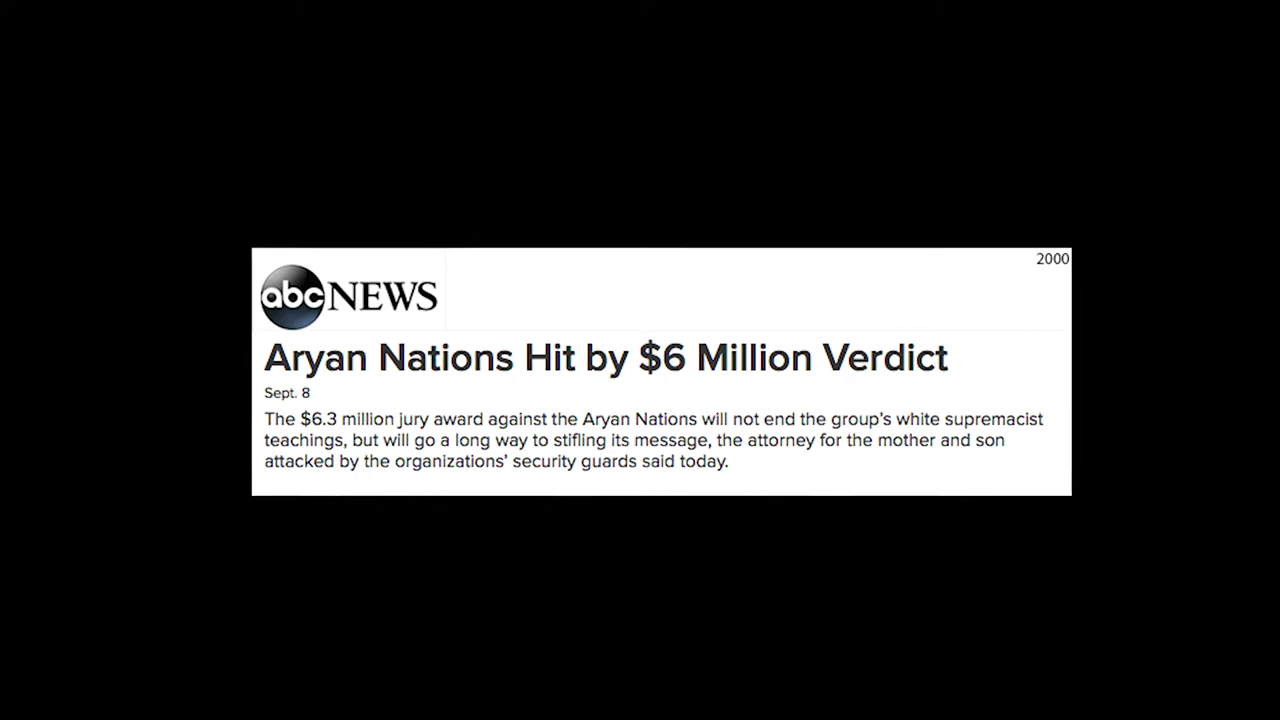 2000
abc NEWS
Aryan Nations Hit by $6 Million Verdict
Sept. 8
The $6.3 million jury award against the Aryan Nations will not end the group's white supremacist
teachings, but will go a long way to stifling its message, the attorney for the mother and son
attacked by the organizations' security guards said today.